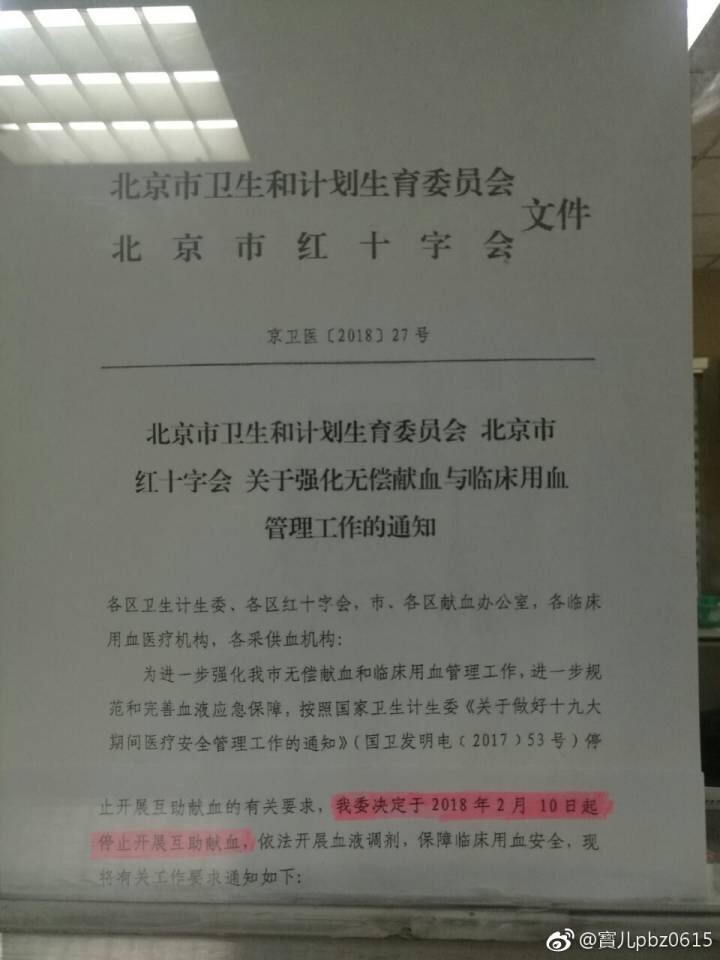 北京市卫生和计划生育委员会
北京市红十字会
文件
京卫医〔2018〕27号
北京市卫生和计划生育委员会 北京市
红十字会 关于强化无偿献血与临床用血
管理工作的通知
各区卫生计生委、各区红十字会，市、各区献血办公室，各临床
用血医疗机构，各采供血机构：
为进一步强化我市无偿献血和临床用血管理工作，进一步规
范和完善血液应急保障，按照国家卫生计生委《关于做好十九大
期间医疗安全管理工作的通知》（国卫发明电〔2017〕53号）停
止开展互助献血的有关要求，我委决定于2018年2月10日起
停止开展互助献血，依法开展血液调剂，保障临床用血安全，现
将有关工作要求通知如下：
@寶儿pbz0615